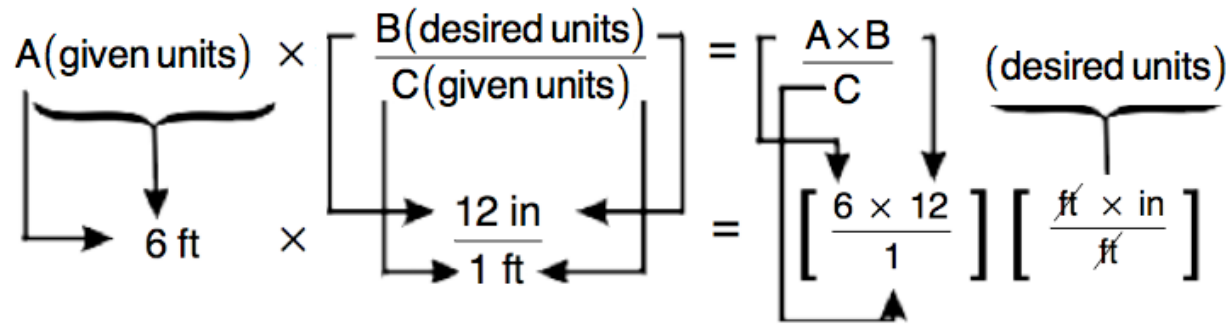 A(given units) × B(desired units) / C(given units) = A×B / C (desired units)
6 ft × 12 in / 1 ft = [ 6 × 12 / 1 ] [ ft × in / ft ]